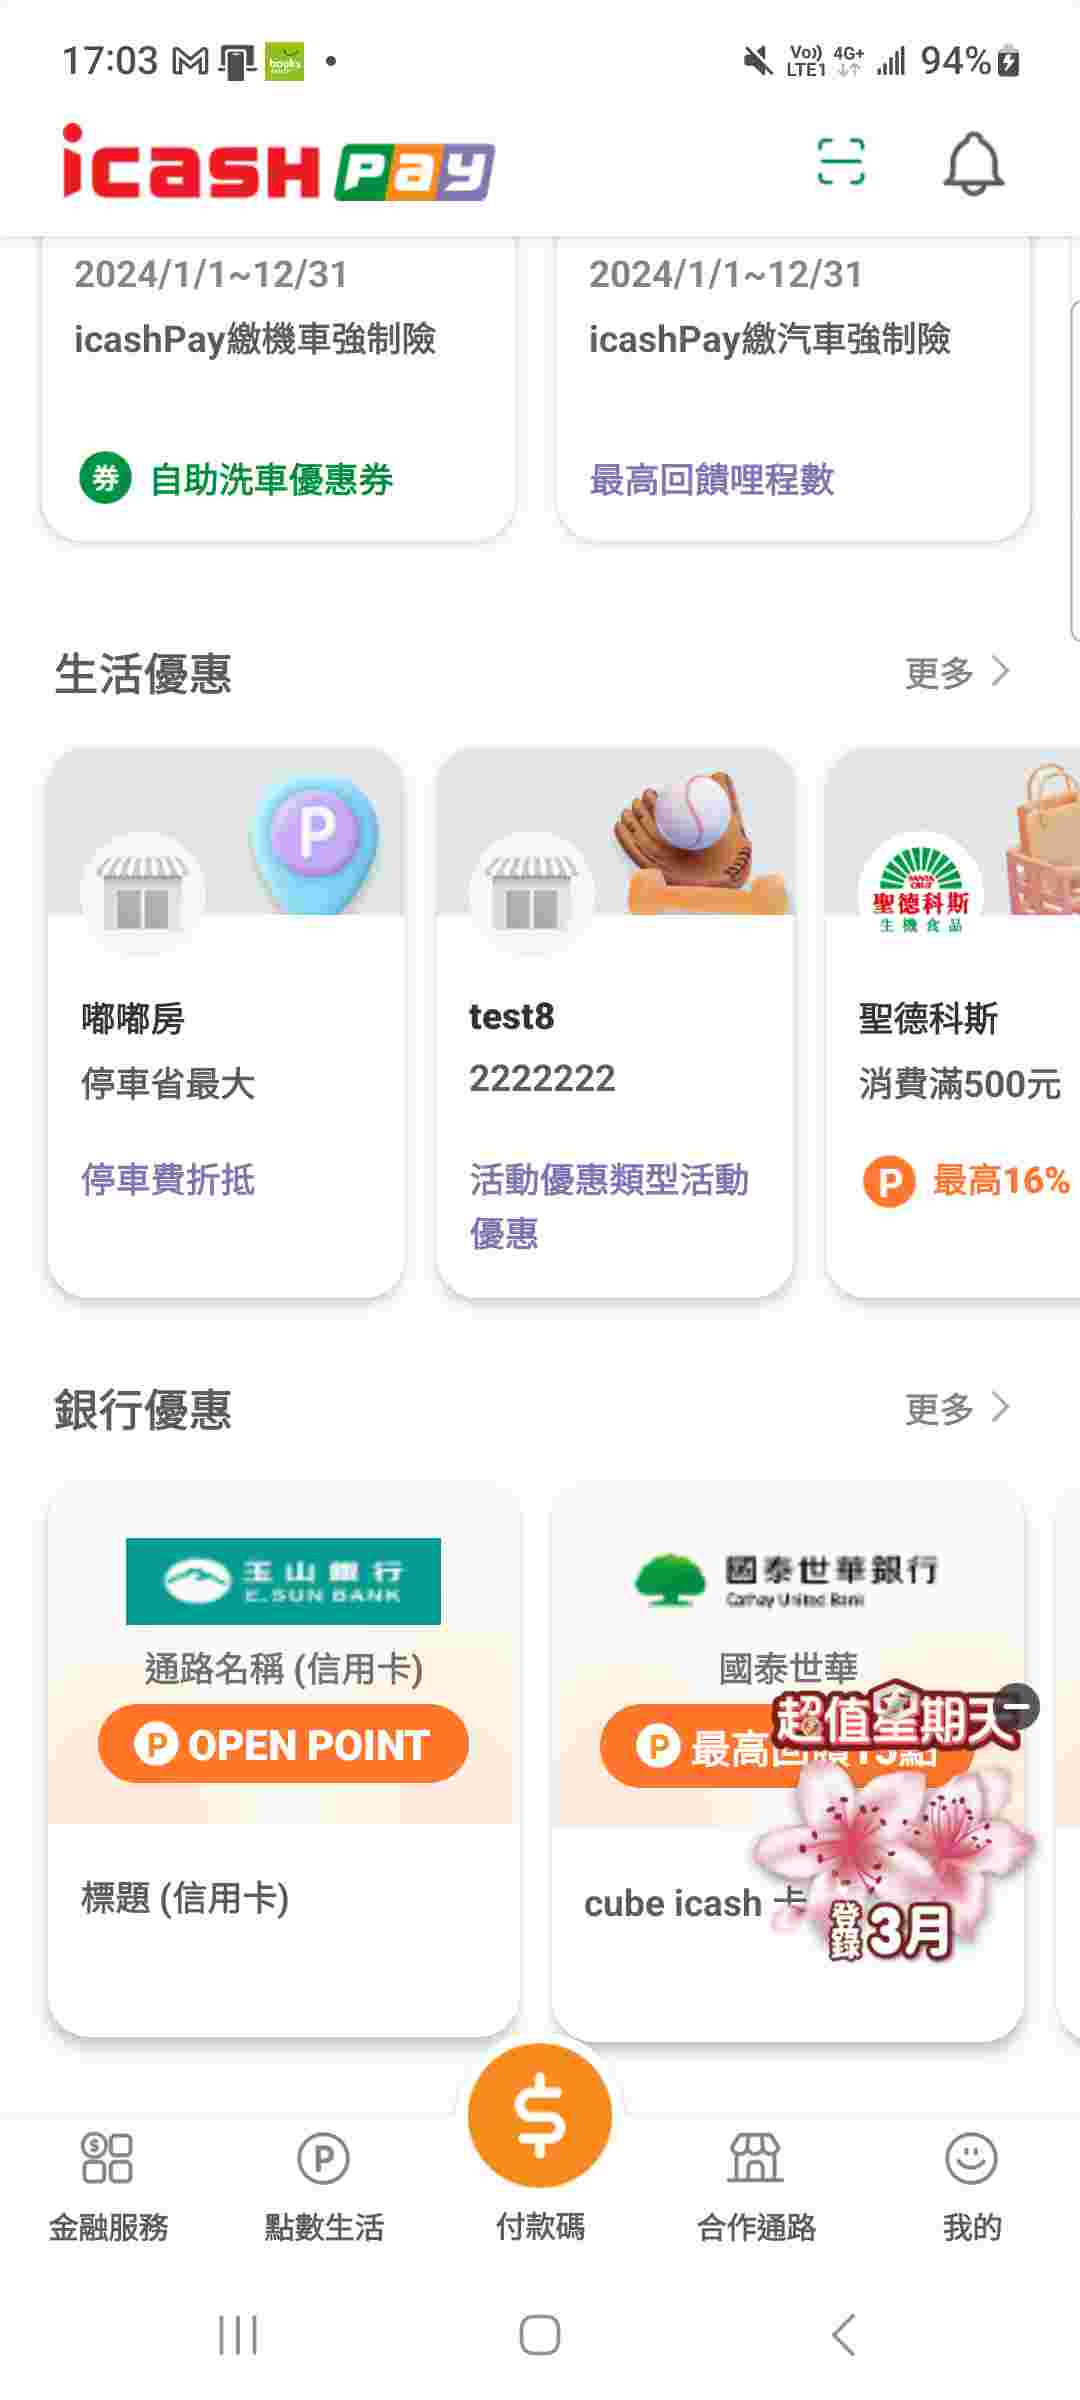 17:03
books
Vo))
LTE1
4G+
94%
icash Pay
2024/1/1~12/31
icashPay繳機車強制險
券 自助洗車優惠券
2024/1/1~12/31
icashPay繳汽車強制險
最高回饋哩程數
生活優惠
更多
P
嘟嘟房
停車省最大
停車費折抵
test8
2222222
活動優惠類型活動
優惠
SANTA
CRUZ
聖德科斯
生機食品
聖德科斯
消費滿500元
P 最高16%
銀行優惠
更多
玉山銀行
E.SUN BANK
通路名稱 (信用卡)
P OPEN POINT
標題 (信用卡)
國泰世華銀行
Cathay United Bank
國泰世華
P 最高回饋15點
cube icash 卡
超值星期天
登錄3月
$
金融服務
P
點數生活
付款碼
合作通路
我的